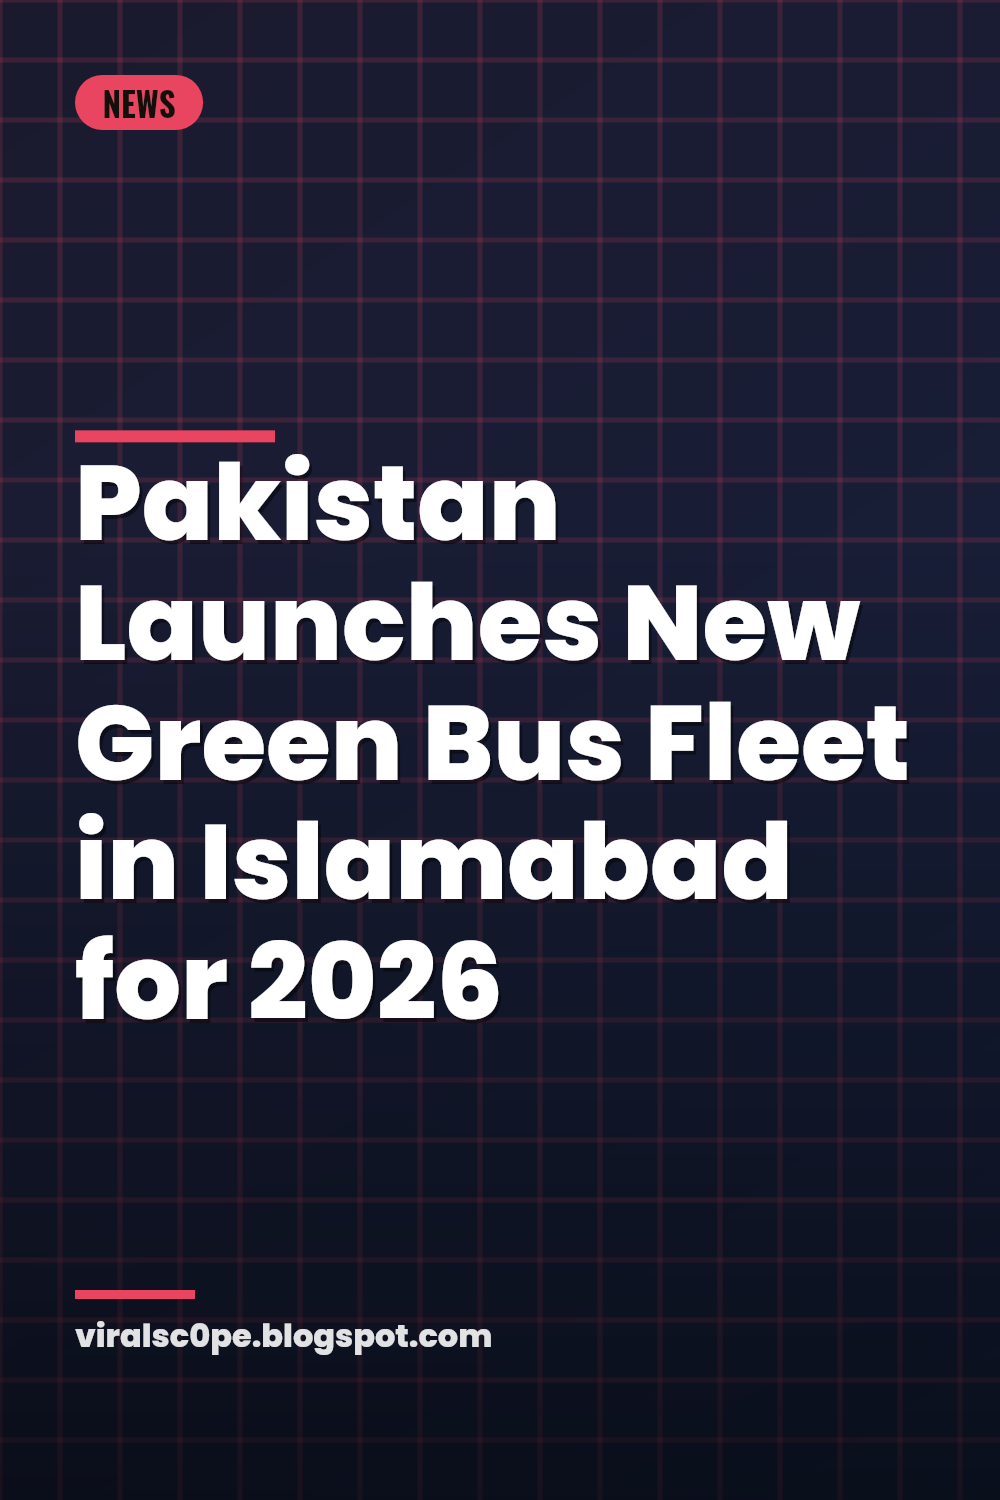 NEWS
Pakistan
Launches New
Green Bus Fleet
in Islamabad
for 2026
viralsc0pe.blogspot.com